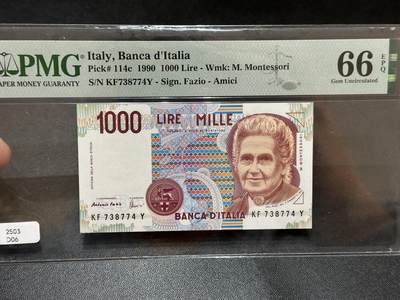 PMG
PAPER MONEY GUARANTY
Italy, Banca d'Italia
Pick# 114c 1990 1000 Lire - Wmk: M. Montessori
S/N KF738774Y - Sign. Fazio - Amici
66 EPQ
Gem Uncirculated
1000 LIRE MILLE
KF 738774 Y
BANCA D'ITALIA
KF 738774 Y
2503
D06